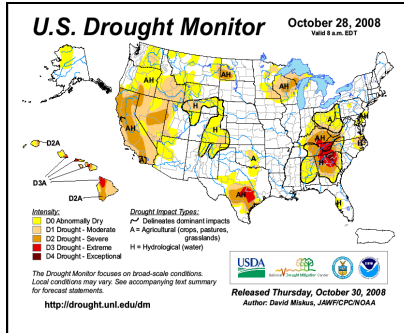 U.S. Drought Monitor
October 28, 2008
Valid 8 a.m. EDT
AH
AH
AH
H
H
AH
A
AH
A
A
AH
H
AH
H
D2A
D3A
D2A
Intensity:
D0 Abnormally Dry
D1 Drought - Moderate
D2 Drought - Severe
D3 Drought - Extreme
D4 Drought - Exceptional
Drought Impact Types:
Delineates dominant impacts
A = Agricultural (crops, pastures,
grasslands)
H = Hydrological (water)
The Drought Monitor focuses on broad-scale conditions.
Local conditions may vary. See accompanying text summary
for forecast statements.
http://drought.unl.edu/dm
USDA
National Drought Mitigation Center
Released Thursday, October 30, 2008
Author: David Miskus, JAWF/CPC/NOAA